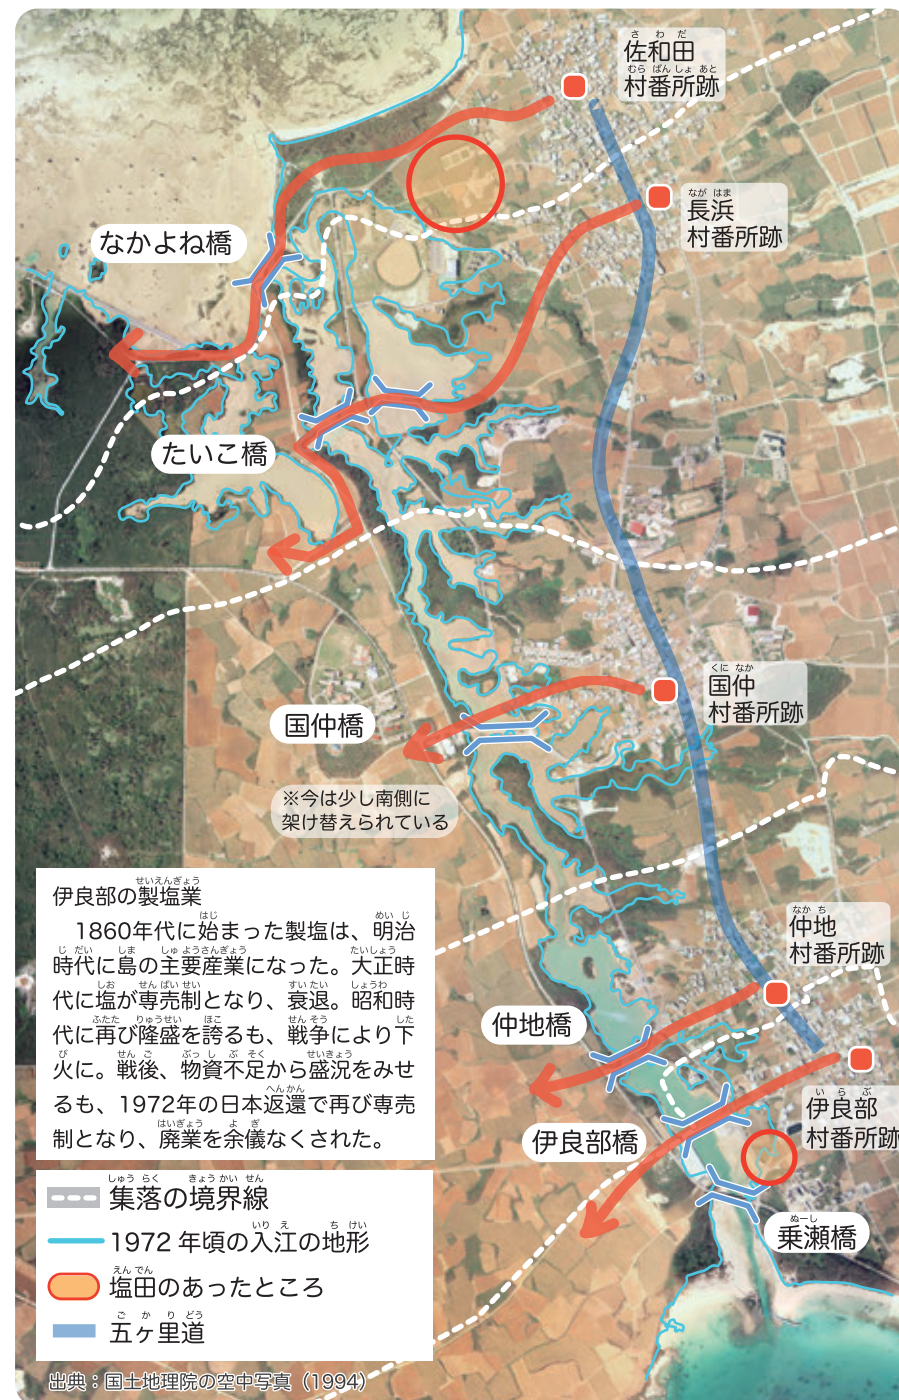 佐和田
村番所跡
長浜
村番所跡
なかよね橋
たいこ橋
国仲
村番所跡
国仲橋
※今は少し南側に
架け替えられている
仲地
村番所跡
仲地橋
伊良部
村番所跡
伊良部橋
乗瀬橋
伊良部の製塩業
1860年代に始まった製塩は、明治
時代に島の主要産業になった。大正時
代に塩が専売制となり、衰退。昭和時
代に再び隆盛を誇るも、戦争により下
火に。戦後、物資不足から盛況をみせ
るも、1972年の日本返還で再び専売
制となり、廃業を余儀なくされた。
集落の境界線
1972年頃の入江の地形
塩田のあったところ
五ヶ里道
出典：国土地理院の空中写真（1994）